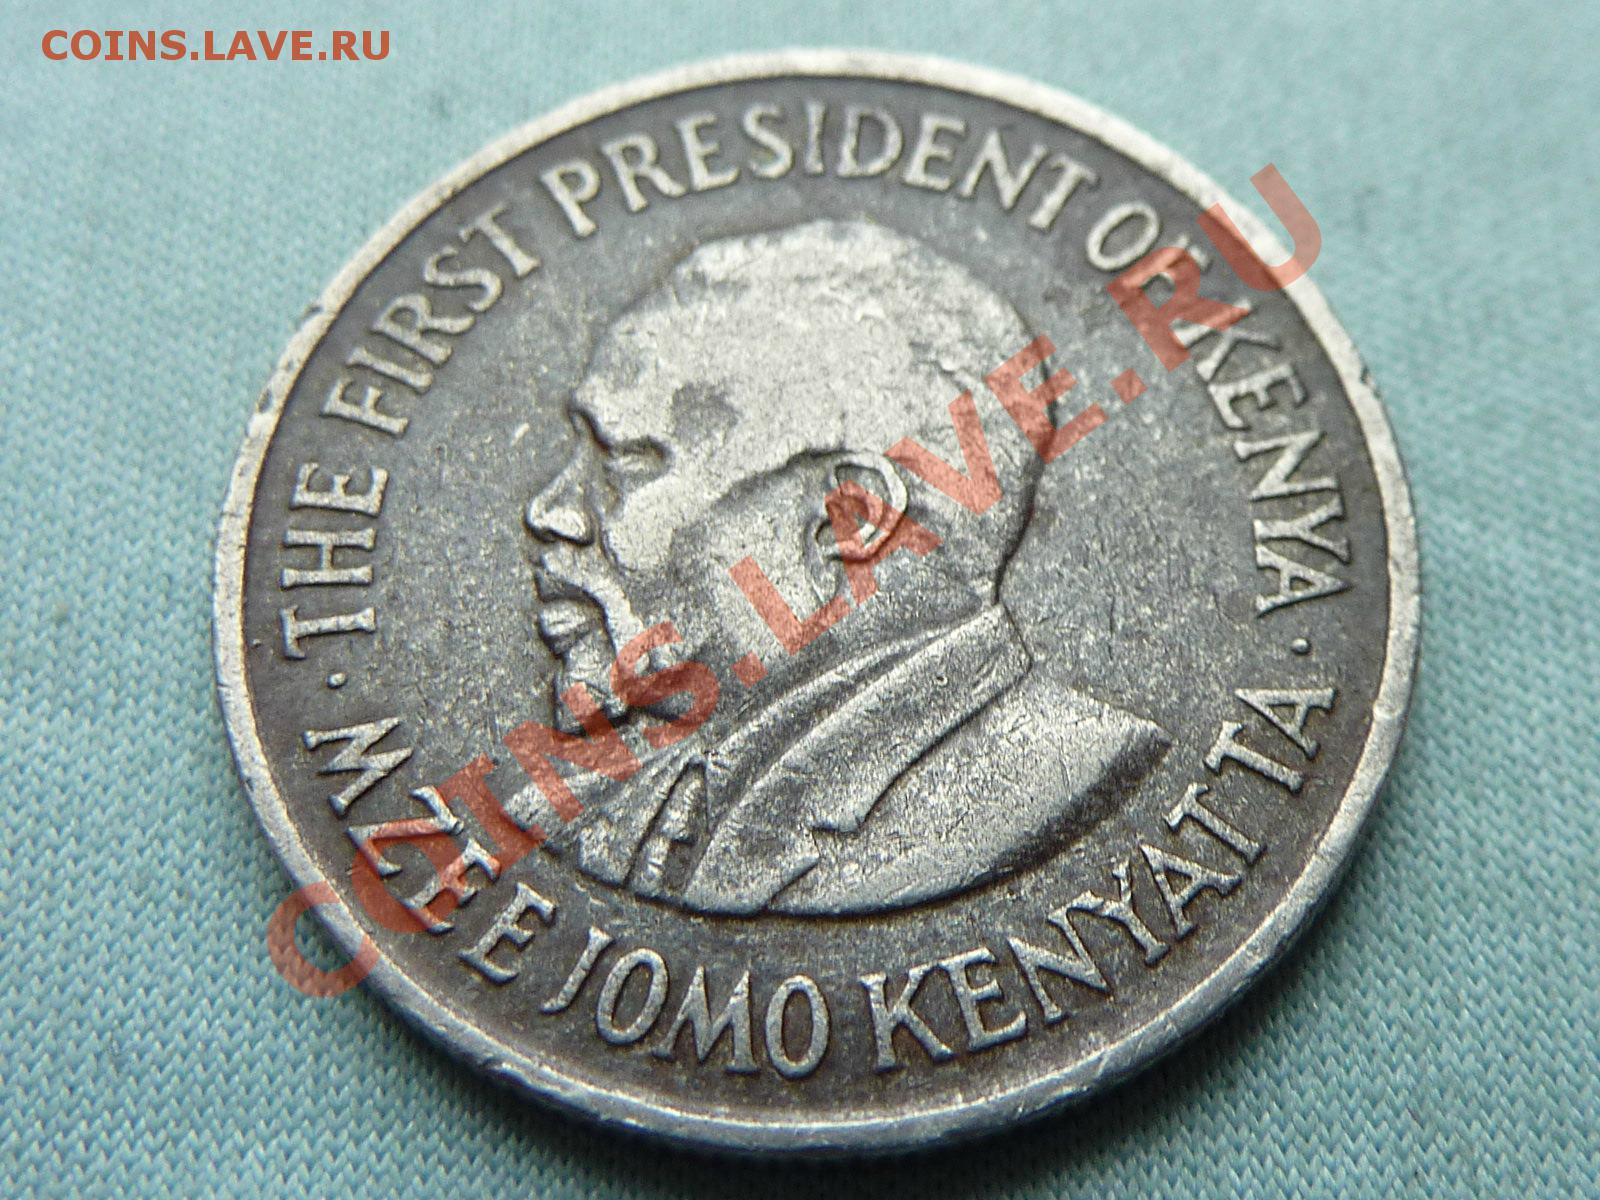 COINS.LAVE.RU
· THE FIRST PRESIDENT OF KENYA ·
MZEE JOMO KENYATTA
COINS.LAVE.RU